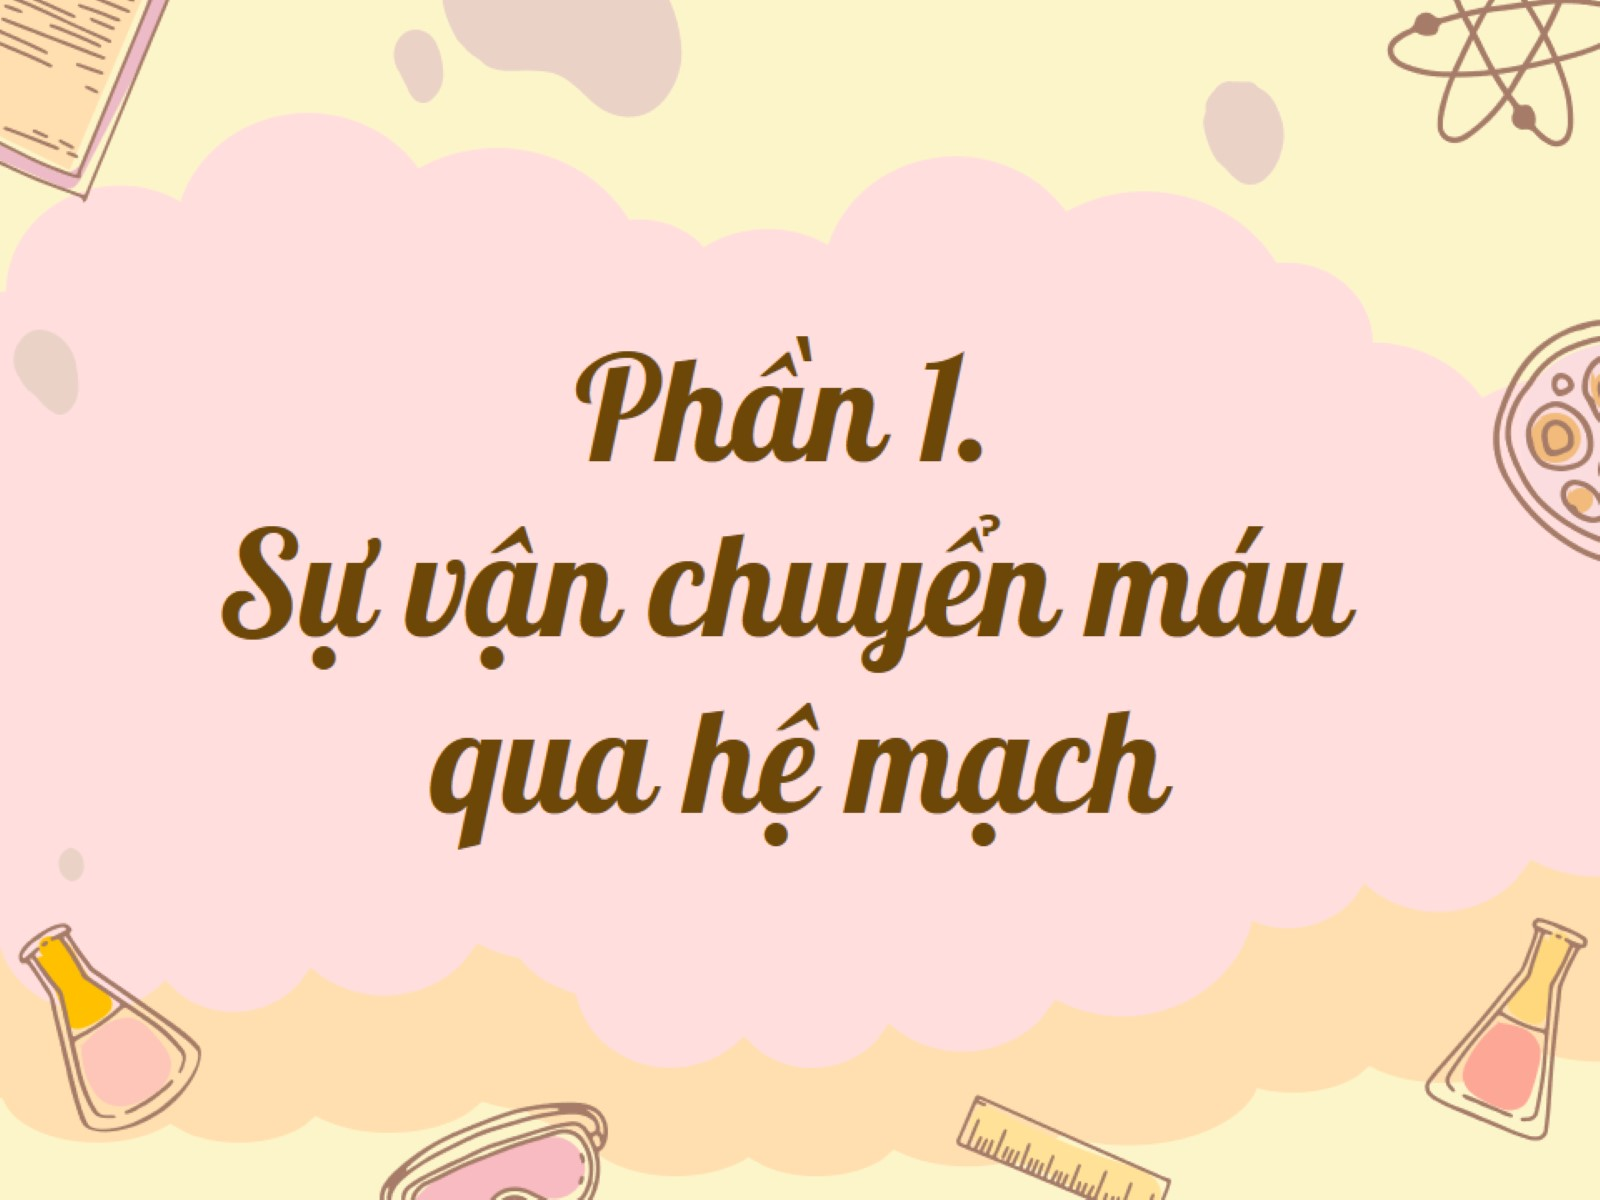 Phần 1.
Sự vận chuyển máu
qua hệ mạch